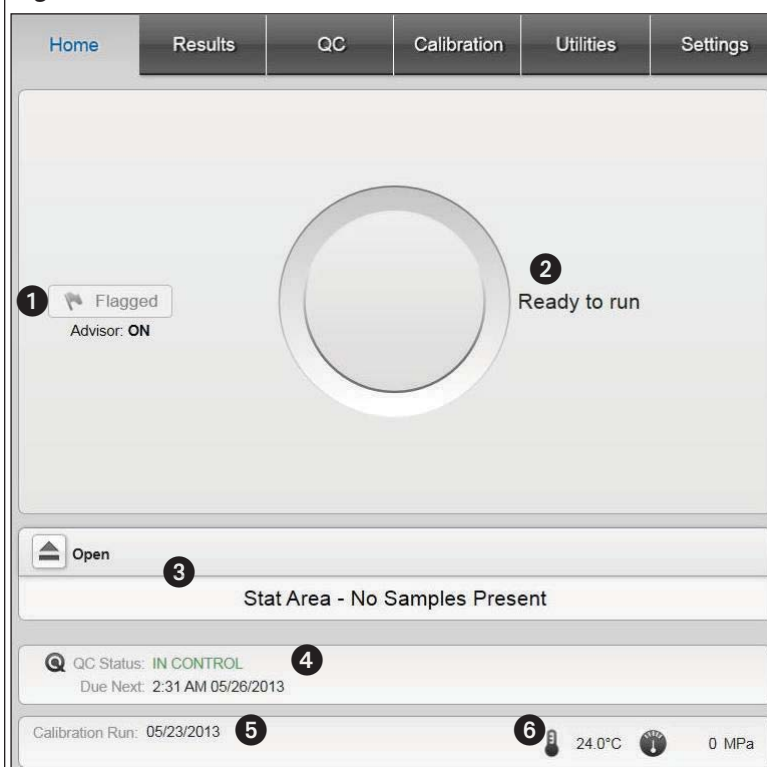 Home Results QC Calibration Utilities Settings
1 Flagged
Advisor: ON
2
Ready to run
Open
3
Stat Area - No Samples Present
QC Status: IN CONTROL 4
Due Next: 2:31 AM 05/26/2013
Calibration Run: 05/23/2013 5 6 24.0°C 0 MPa